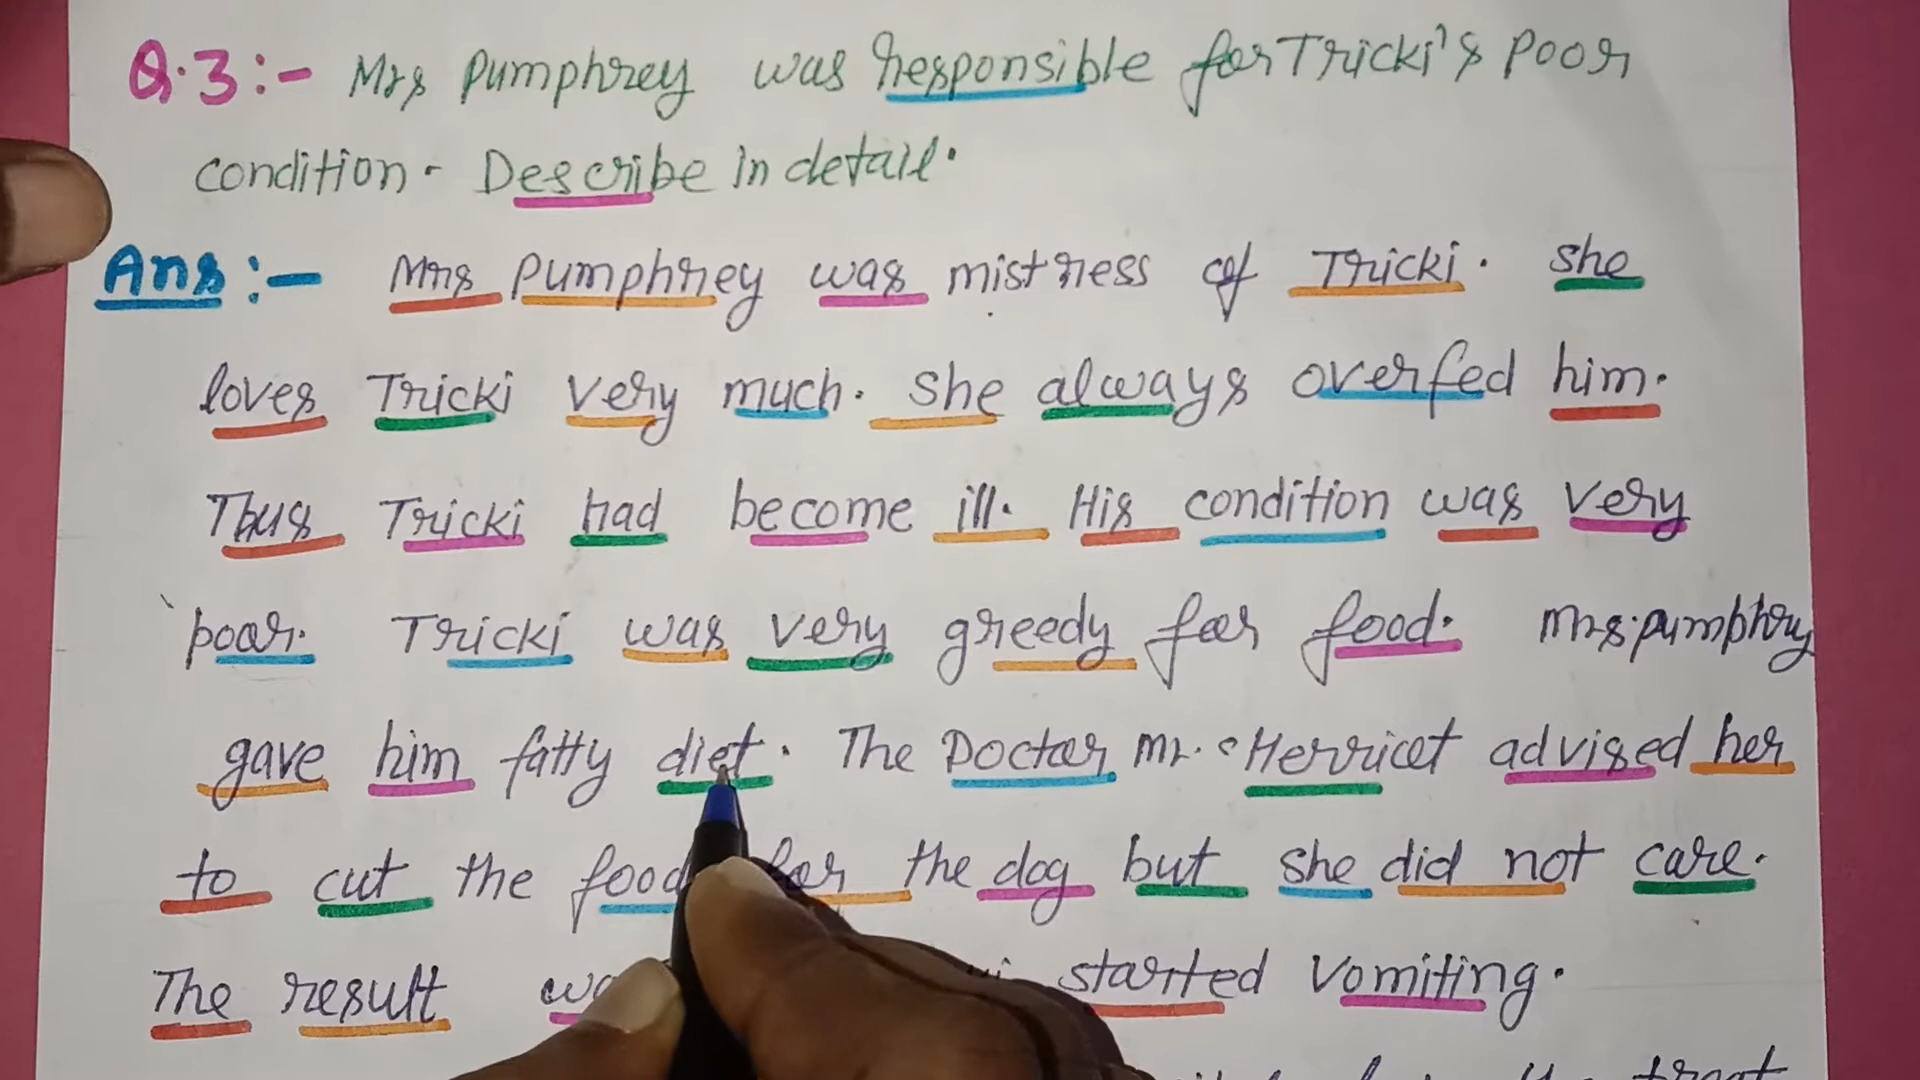 Q.3:- Mrs Pumphrey was responsible for Tricki's poor
condition. Describe in detail.
Ans:- Mrs Pumphrey was mistress of Tricki. she
loves Tricki very much. she always overfed him.
Thus Tricki had become ill. His condition was very
poor. Tricki was very greedy for food. Mrs.pumphry
gave him fatty diet. The Doctor Mr. Herricot advised her
to cut the food for the dog but she did not care.
The result started vomiting.